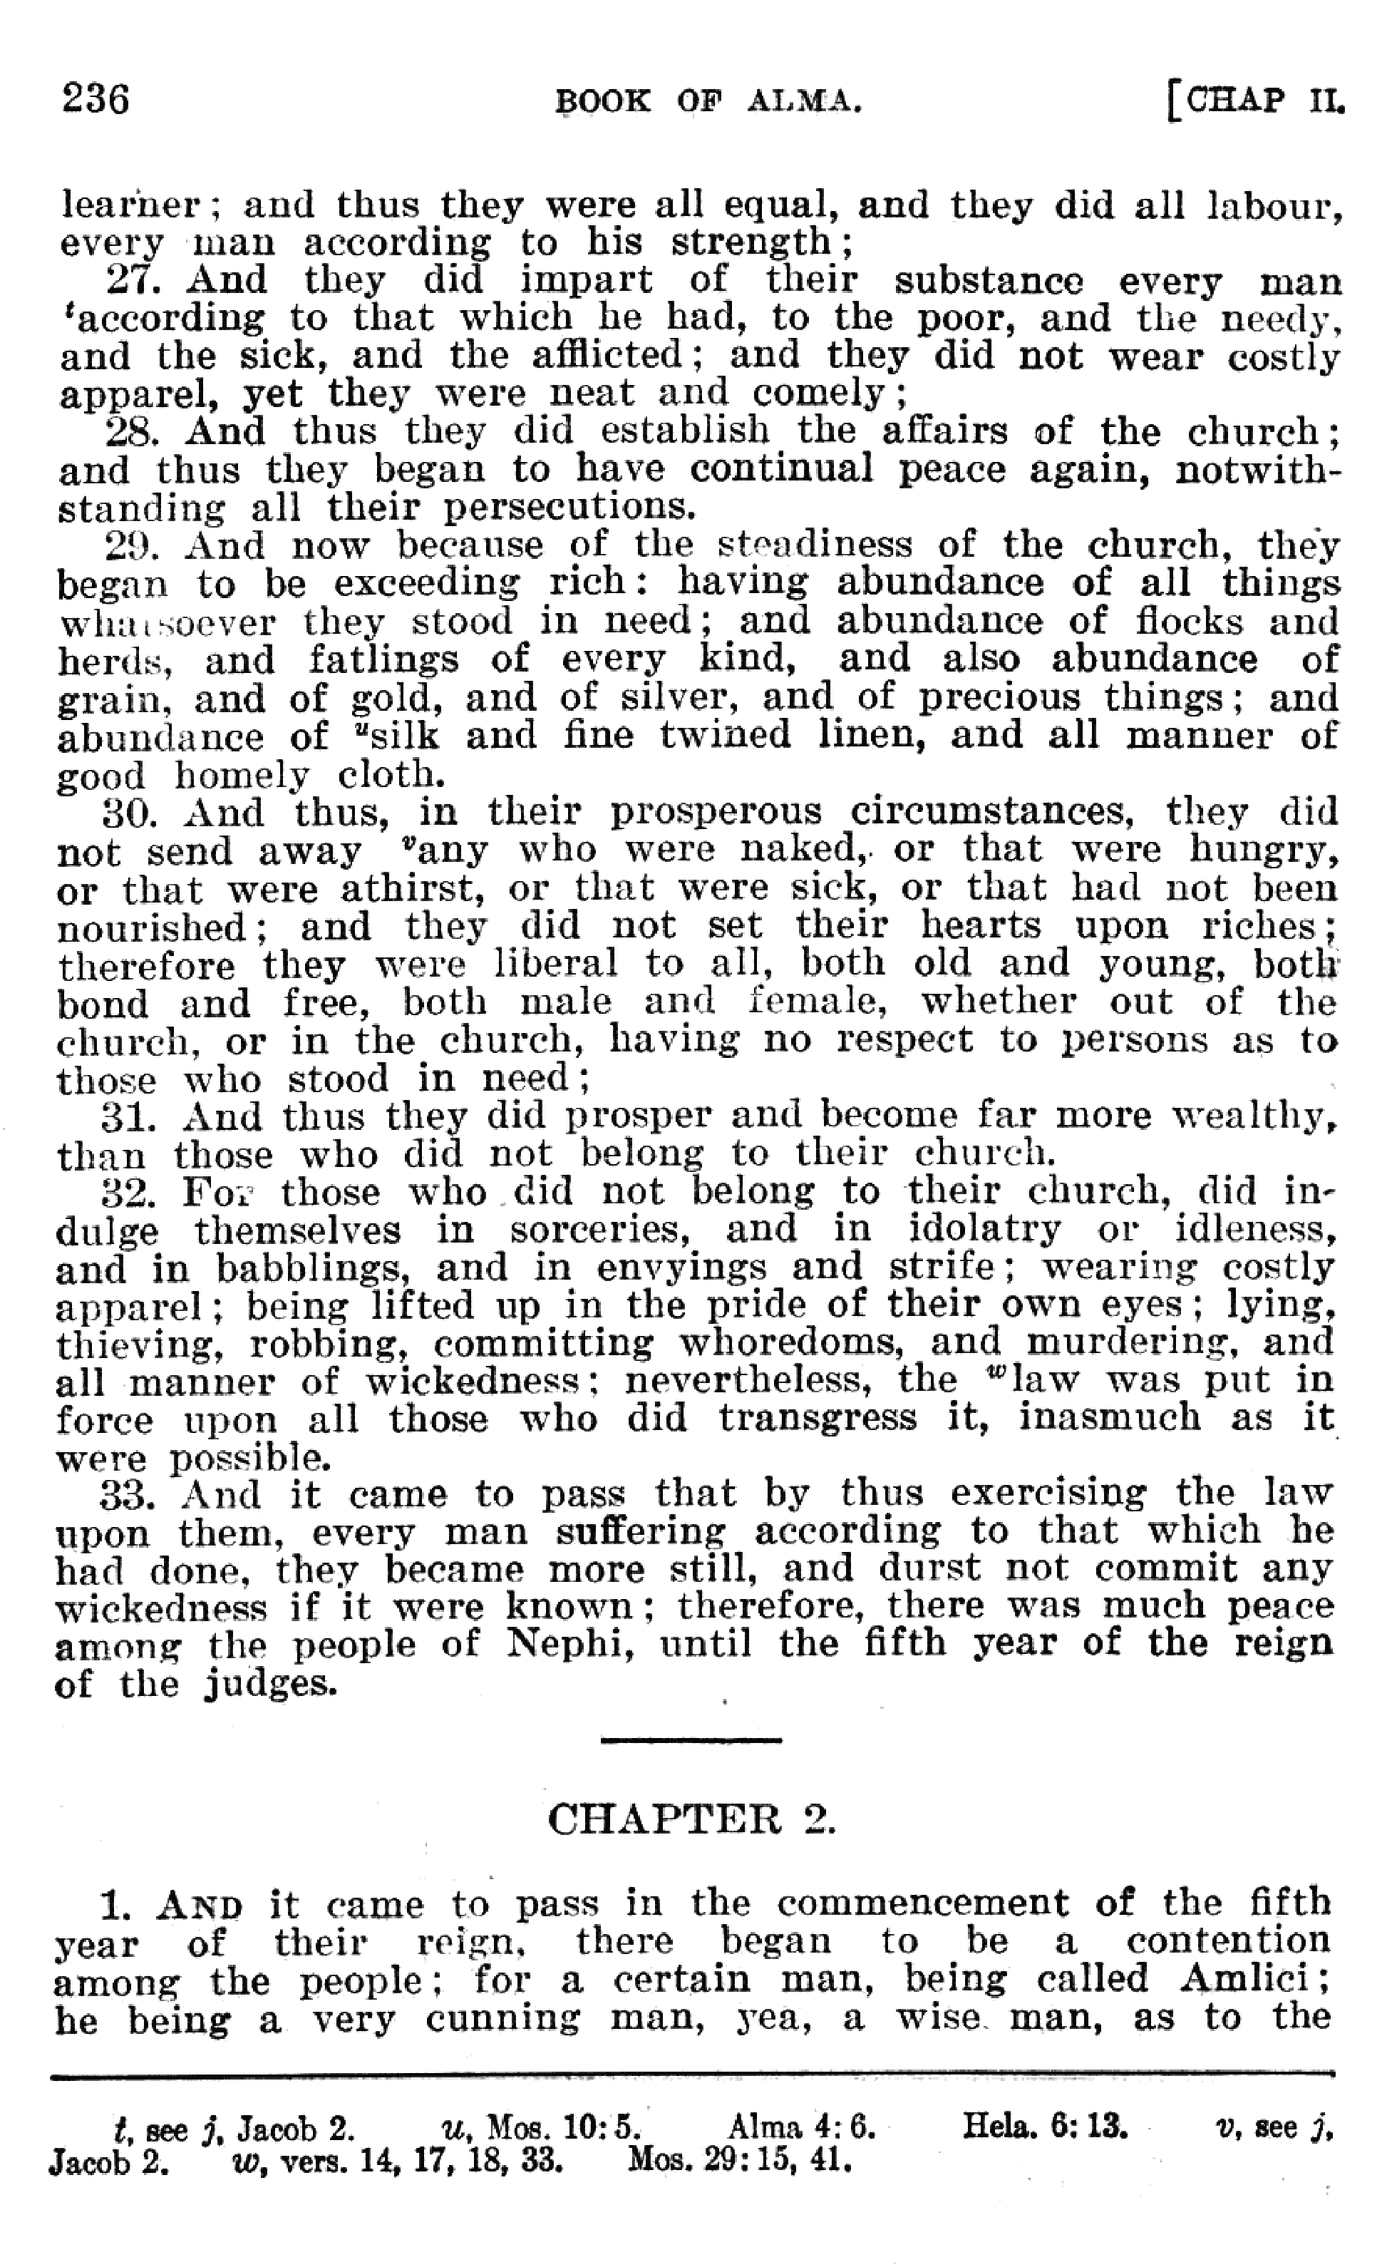 236 BOOK OF ALMA. [CHAP II.
learner; and thus they were all equal, and they did all labour,
every man according to his strength;
27. And they did impart of their substance every man
ᵗaccording to that which he had, to the poor, and the needy,
and the sick, and the afflicted; and they did not wear costly
apparel, yet they were neat and comely;
28. And thus they did establish the affairs of the church;
and thus they began to have continual peace again, notwith-
standing all their persecutions.
29. And now because of the steadiness of the church, they
began to be exceeding rich: having abundance of all things
whatsoever they stood in need; and abundance of flocks and
herds, and fatlings of every kind, and also abundance of
grain, and of gold, and of silver, and of precious things; and
abundance of ᵘsilk and fine twined linen, and all manner of
good homely cloth.
30. And thus, in their prosperous circumstances, they did
not send away ᵛany who were naked, or that were hungry,
or that were athirst, or that were sick, or that had not been
nourished; and they did not set their hearts upon riches;
therefore they were liberal to all, both old and young, both
bond and free, both male and female, whether out of the
church, or in the church, having no respect to persons as to
those who stood in need;
31. And thus they did prosper and become far more wealthy,
than those who did not belong to their church.
32. For those who did not belong to their church, did in-
dulge themselves in sorceries, and in idolatry or idleness,
and in babblings, and in envyings and strife; wearing costly
apparel; being lifted up in the pride of their own eyes; lying,
thieving, robbing, committing whoredoms, and murdering, and
all manner of wickedness; nevertheless, the ʷlaw was put in
force upon all those who did transgress it, inasmuch as it
were possible.
33. And it came to pass that by thus exercising the law
upon them, every man suffering according to that which he
had done, they became more still, and durst not commit any
wickedness if it were known; therefore, there was much peace
among the people of Nephi, until the fifth year of the reign
of the judges.
CHAPTER 2.
1. AND it came to pass in the commencement of the fifth
year of their reign, there began to be a contention
among the people; for a certain man, being called Amlici;
he being a very cunning man, yea, a wise man, as to the
t, see j, Jacob 2. u, Mos. 10:5. Alma 4:6. Hela. 6:13. v, see j,
Jacob 2. w, vers. 14, 17, 18, 33. Mos. 29:15, 41.